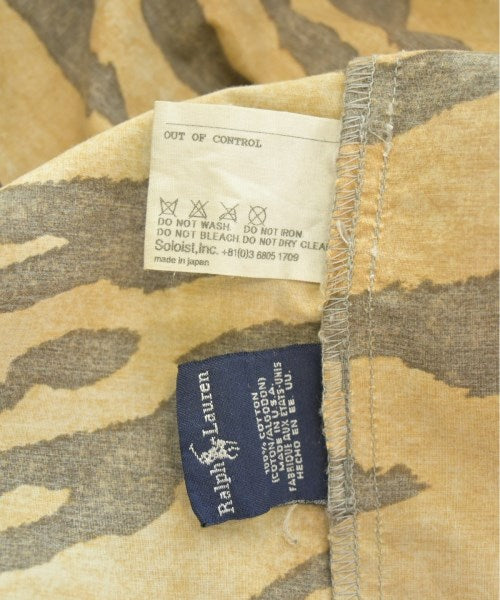 OUT OF CONTROL
DO NOT WASH. DO NOT IRON.
DO NOT BLEACH. DO NOT DRY CLEA
Soloist,Inc. +81(0)3 6805 1709
made in japan
Ralph Lauren
100% COTTON
(COTON/ALGODON)
MADE IN U.S.A.
FABRIQUE AUX ETATS-UNIS
HECHO EN EE.UU.